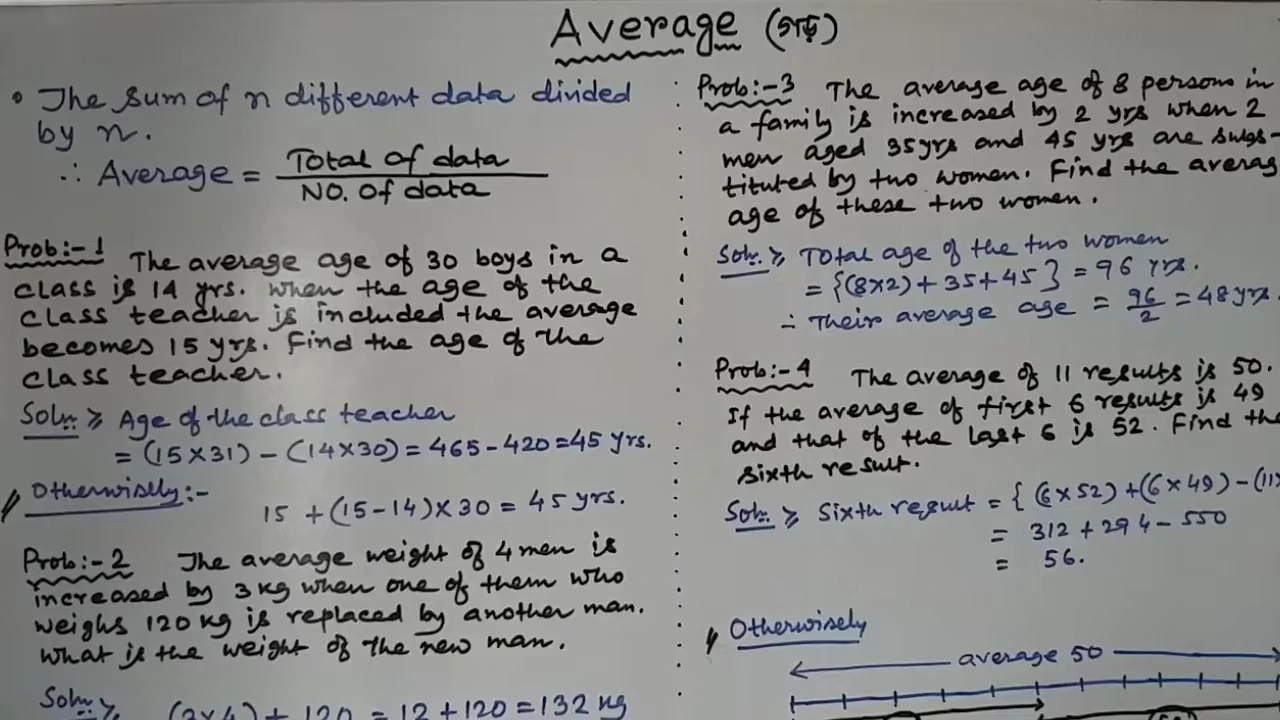 Average (গড়)
• The sum of n different data divided
by n.
∴ Average = Total of data / No. of data
Prob:-1 The average age of 30 boys in a
class is 14 yrs. When the age of the
class teacher is included the average
becomes 15 yrs. Find the age of the
class teacher.
Soln. ⇒ Age of the class teacher
= (15×31) - (14×30) = 465 - 420 = 45 yrs.
Otherwisely:-
15 + (15-14)×30 = 45 yrs.
Prob:-2 The average weight of 4 men is
increased by 3 kg when one of them who
weighs 120 kg is replaced by another man.
What is the weight of the new man.
Soln. ⇒ (3×4) + 120 = 12 + 120 = 132 kg
Prob:-3 The average age of 8 persons in
a family is increased by 2 yrs when 2
men aged 35 yrs and 45 yrs are subs-
tituted by two women. Find the averag
age of these two women.
Soln. ⇒ Total age of the two women
= {(8×2) + 35 + 45} = 96 yrs.
∴ Their average age = 96/2 = 48 yrs.
Prob:-4 The average of 11 results is 50.
If the average of first 6 results is 49
and that of the last 6 is 52. Find the
sixth result.
Soln. ⇒ Sixth result = { (6×52) + (6×49) - (11×
= 312 + 294 - 550
= 56.
Otherwisely
average 50